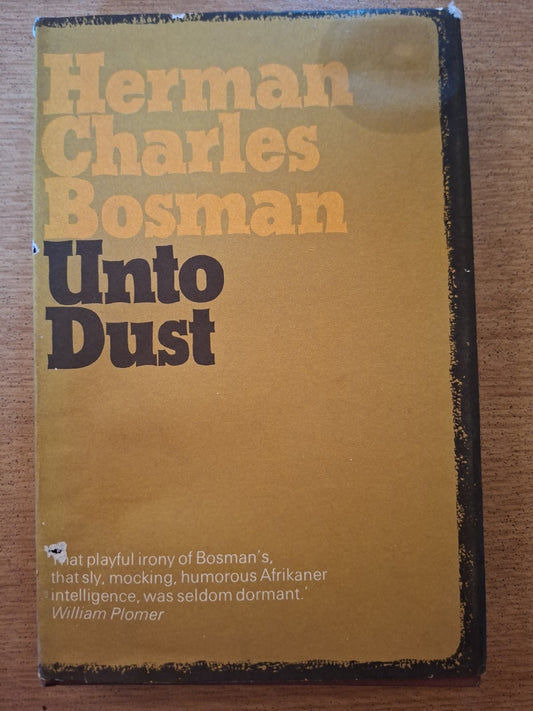 Herman
Charles
Bosman
Unto
Dust
hat playful irony of Bosman's,
that sly, mocking, humorous Afrikaner
intelligence, was seldom dormant.'
William Plomer